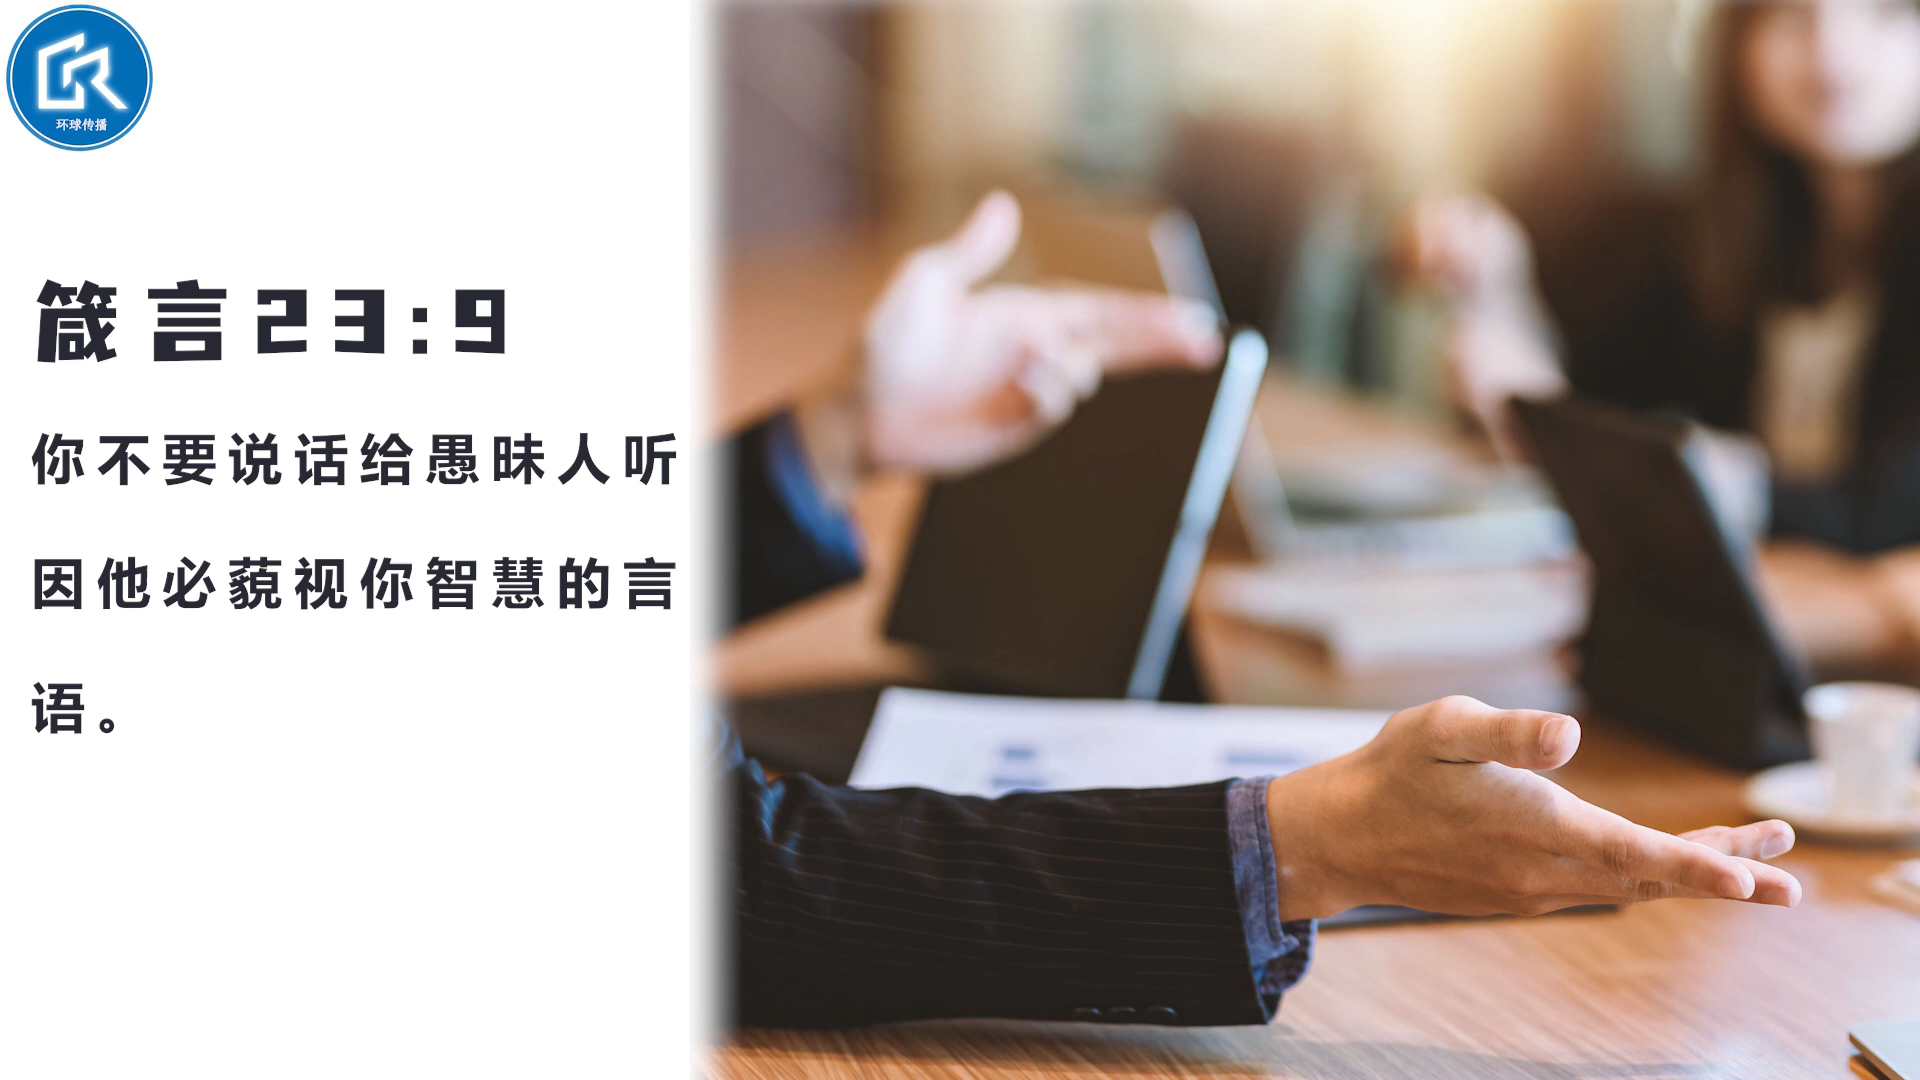 环球传播
箴言23:9
你不要说话给愚昧人听
因他必藐视你智慧的言
语。